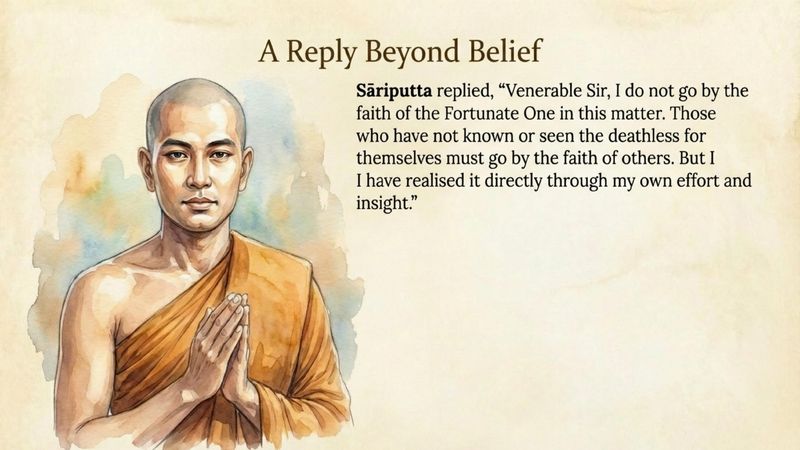 A Reply Beyond Belief
Sāriputta replied, “Venerable Sir, I do not go by the
faith of the Fortunate One in this matter. Those
who have not known or seen the deathless for
themselves must go by the faith of others. But I
I have realised it directly through my own effort and
insight.”